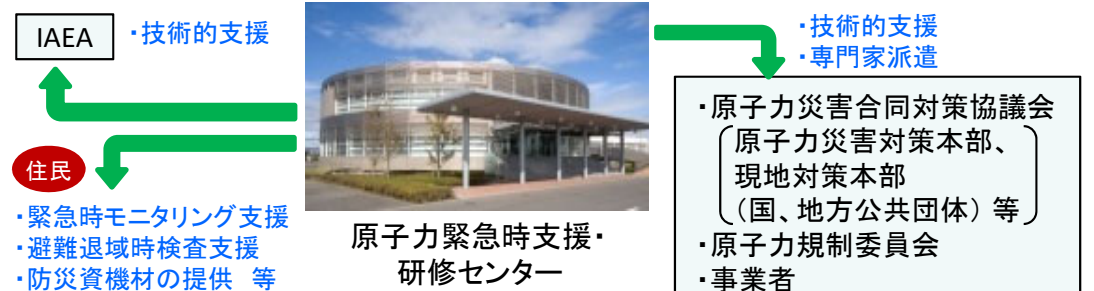 IAEA
・技術的支援
住民
・緊急時モニタリング支援
・避難退域時検査支援
・防災資機材の提供　等
原子力緊急時支援・
研修センター
・技術的支援
・専門家派遣
・原子力災害合同対策協議会
原子力災害対策本部、
現地対策本部
（国、地方公共団体）等
・原子力規制委員会
・事業者